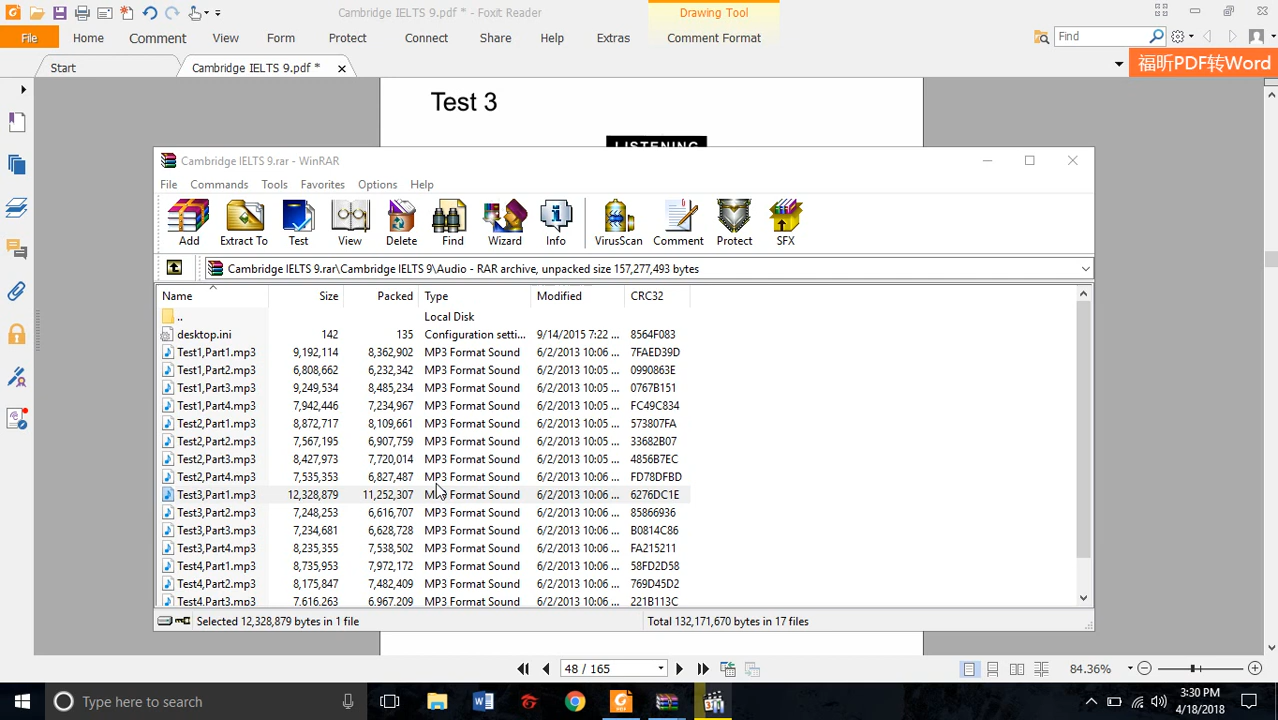 Cambridge IELTS 9.pdf * - Foxit Reader
Drawing Tool
File Home Comment View Form Protect Connect Share Help Extras Comment Format
Find
Start
Cambridge IELTS 9.pdf *
福昕PDF转Word
Test 3
LISTENING
Cambridge IELTS 9.rar - WinRAR
File Commands Tools Favorites Options Help
Add Extract To Test View Delete Find Wizard Info VirusScan Comment Protect SFX
Cambridge IELTS 9.rar\Cambridge IELTS 9\Audio - RAR archive, unpacked size 157,277,493 bytes
Name Size Packed Type Modified CRC32
.. Local Disk
desktop.ini 142 135 Configuration setti... 9/14/2015 7:22 ... 8564F083
Test1,Part1.mp3 9,192,114 8,362,902 MP3 Format Sound 6/2/2013 10:06 ... 7FAED39D
Test1,Part2.mp3 6,808,662 6,232,342 MP3 Format Sound 6/2/2013 10:06 ... 0990863E
Test1,Part3.mp3 9,249,534 8,485,234 MP3 Format Sound 6/2/2013 10:06 ... 0767B151
Test1,Part4.mp3 7,942,446 7,234,967 MP3 Format Sound 6/2/2013 10:05 ... FC49C834
Test2,Part1.mp3 8,872,717 8,109,661 MP3 Format Sound 6/2/2013 10:05 ... 573807FA
Test2,Part2.mp3 7,567,195 6,907,759 MP3 Format Sound 6/2/2013 10:05 ... 33682B07
Test2,Part3.mp3 8,427,973 7,720,014 MP3 Format Sound 6/2/2013 10:05 ... 4856B7EC
Test2,Part4.mp3 7,535,353 6,827,487 MP3 Format Sound 6/2/2013 10:06 ... FD78DFBD
Test3,Part1.mp3 12,328,879 11,252,307 MP3 Format Sound 6/2/2013 10:06 ... 6276DC1E
Test3,Part2.mp3 7,248,253 6,616,707 MP3 Format Sound 6/2/2013 10:06 ... 85866936
Test3,Part3.mp3 7,234,681 6,628,728 MP3 Format Sound 6/2/2013 10:06 ... B0814C86
Test3,Part4.mp3 8,235,355 7,538,502 MP3 Format Sound 6/2/2013 10:06 ... FA215211
Test4,Part1.mp3 8,735,953 7,972,172 MP3 Format Sound 6/2/2013 10:06 ... 58FD2D58
Test4,Part2.mp3 8,175,847 7,482,409 MP3 Format Sound 6/2/2013 10:06 ... 769D45D2
Test4,Part3.mp3 7,616,263 6,967,209 MP3 Format Sound 6/2/2013 10:06 ... 221B113C
Selected 12,328,879 bytes in 1 file
Total 132,171,670 bytes in 17 files
48 / 165
84.36%
Type here to search
3:30 PM
4/18/2018